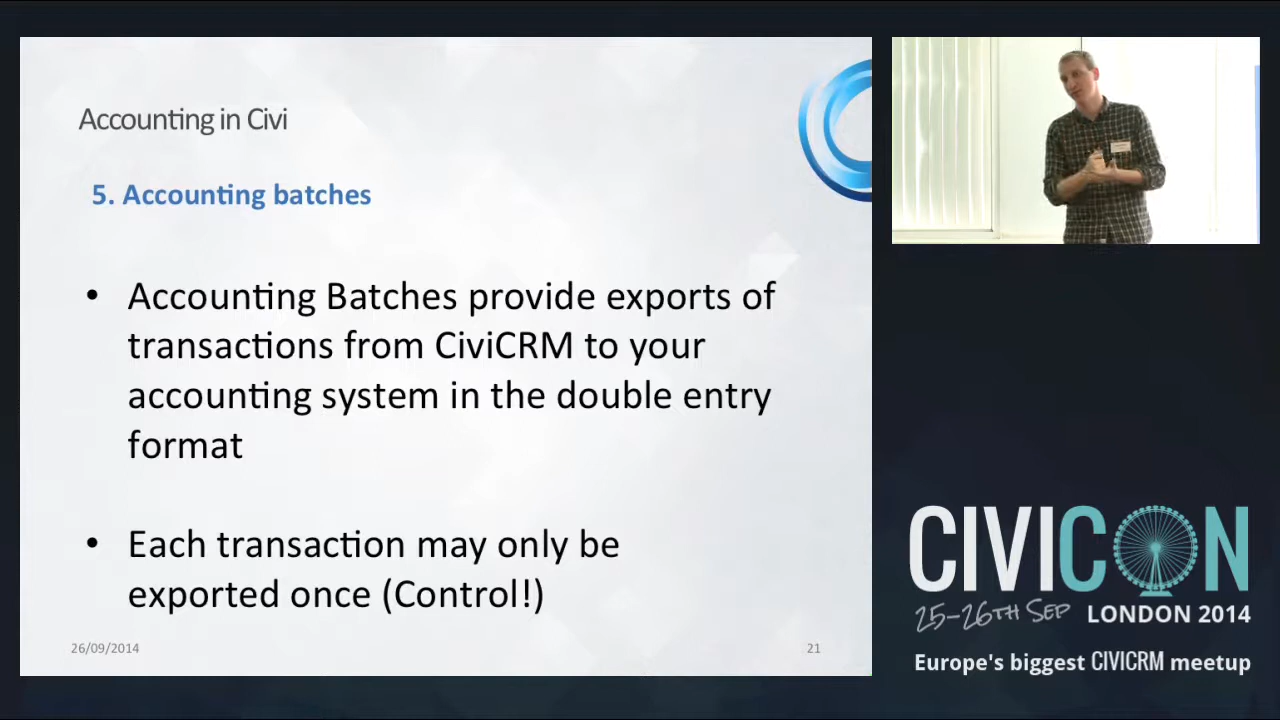 Accounting in Civi
5. Accounting batches
• Accounting Batches provide exports of
transactions from CiviCRM to your
accounting system in the double entry
format
• Each transaction may only be
exported once (Control!)
26/09/2014
21
CIVICON
25-26TH SEP LONDON 2014
Europe's biggest CIVICRM meetup